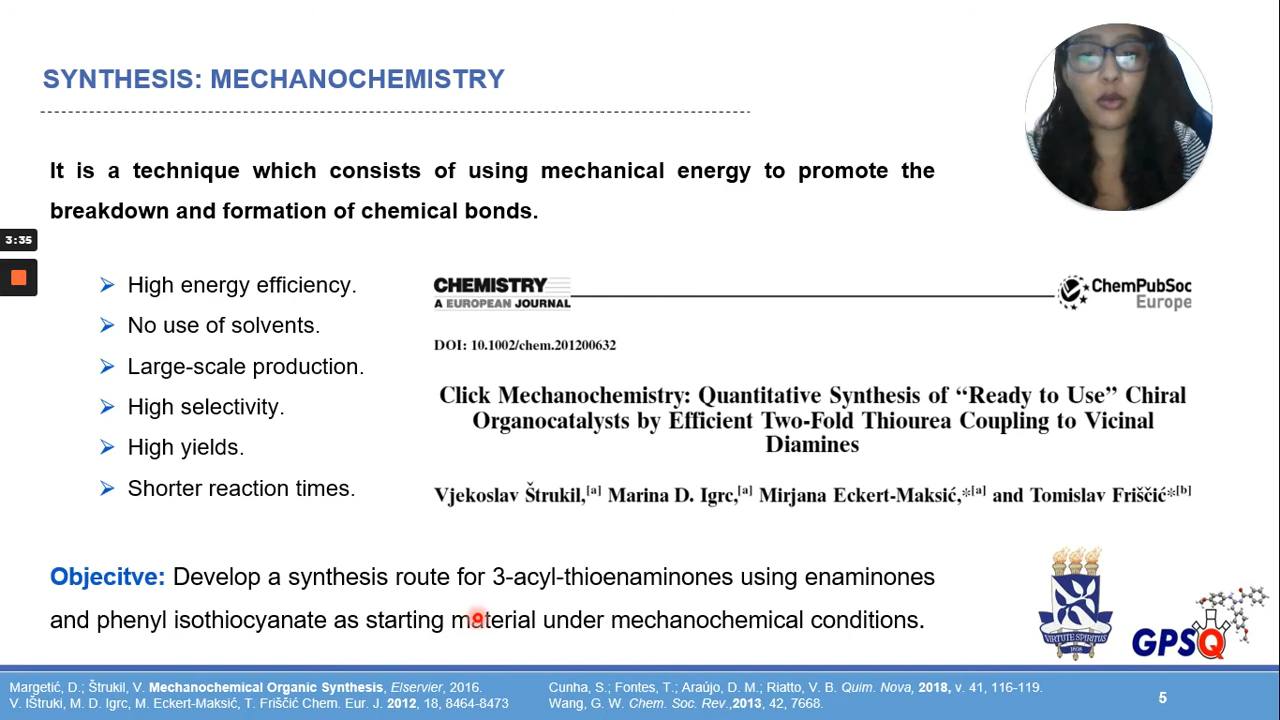 SYNTHESIS: MECHANOCHEMISTRY
It is a technique which consists of using mechanical energy to promote the
breakdown and formation of chemical bonds.
3:35
High energy efficiency.
No use of solvents.
Large-scale production.
High selectivity.
High yields.
Shorter reaction times.
CHEMISTRY
A EUROPEAN JOURNAL
ChemPubSoc
Europe
DOI: 10.1002/chem.201200632
Click Mechanochemistry: Quantitative Synthesis of “Ready to Use” Chiral
Organocatalysts by Efficient Two-Fold Thiourea Coupling to Vicinal
Diamines
Vjekoslav Štrukil,[a] Marina D. Igrc,[a] Mirjana Eckert-Maksić,*[a] and Tomislav Friščić*[b]
Objecitve: Develop a synthesis route for 3-acyl-thioenaminones using enaminones
and phenyl isothiocyanate as starting material under mechanochemical conditions.
VIRTUTE SPIRITUS
1808
GPSQ
Margetić, D.; Štrukil, V. Mechanochemical Organic Synthesis, Elservier, 2016.
V. IŠtruki, M. D. Igrc, M. Eckert-Maksić, T. Friščić Chem. Eur. J. 2012, 18, 8464-8473
Cunha, S.; Fontes, T.; Araújo, D. M.; Riatto, V. B. Quim. Nova, 2018, v. 41, 116-119.
Wang, G. W. Chem. Soc. Rev.,2013, 42, 7668.
5